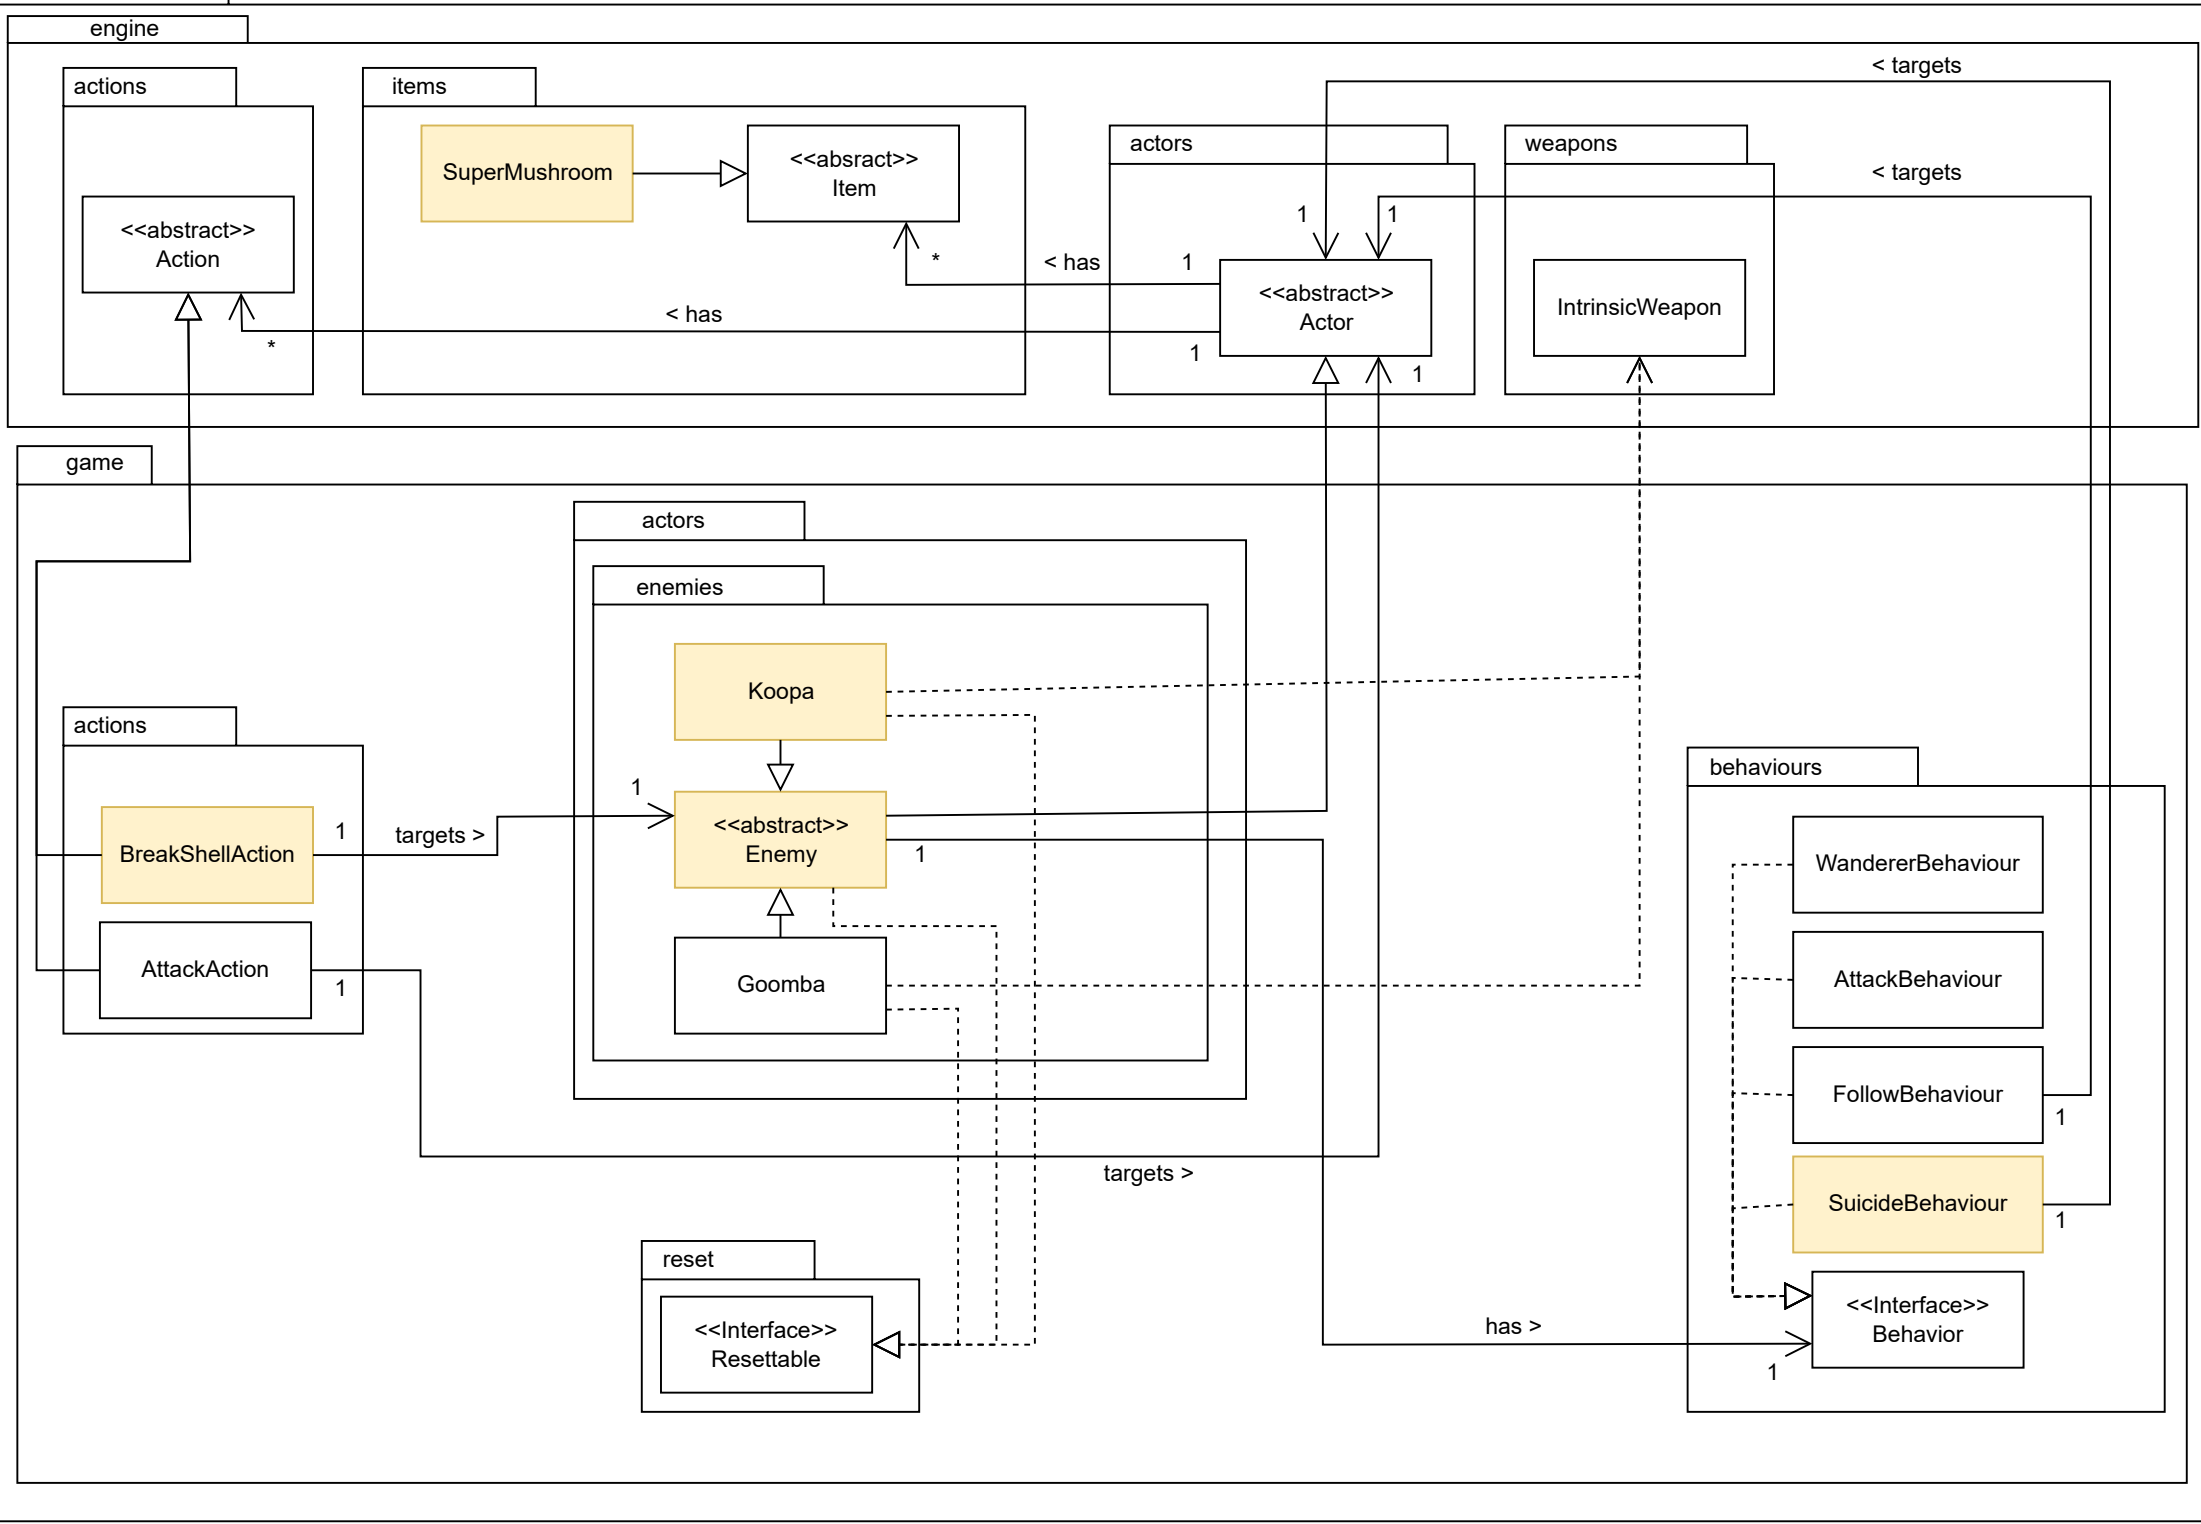 engine
actions
items
< targets
actors
weapons
SuperMushroom
<<absract>>
Item
< targets
<<abstract>>
Action
1
1
*
< has
1
<<abstract>>
Actor
IntrinsicWeapon
< has
*
1
1
game
actors
enemies
Koopa
actions
behaviours
1
BreakShellAction
1
targets >
<<abstract>>
Enemy
1
WandererBehaviour
AttackAction
1
Goomba
AttackBehaviour
FollowBehaviour
1
targets >
SuicideBehaviour
1
reset
<<Interface>>
Resettable
has >
<<Interface>>
Behavior
1